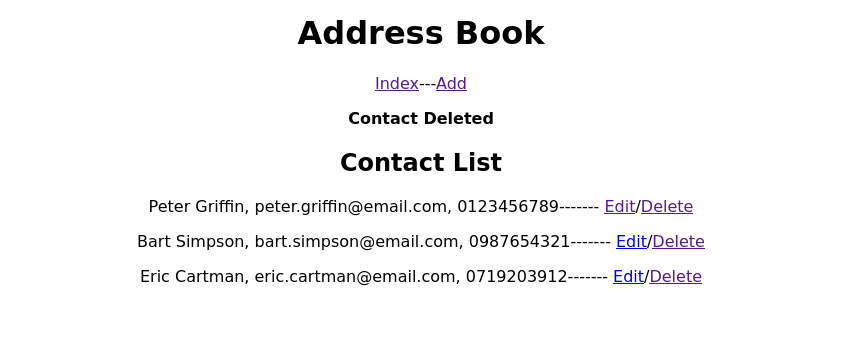 Address Book
Index---Add
Contact Deleted
Contact List
Peter Griffin, peter.griffin@email.com, 0123456789------- Edit/Delete
Bart Simpson, bart.simpson@email.com, 0987654321------- Edit/Delete
Eric Cartman, eric.cartman@email.com, 0719203912------- Edit/Delete